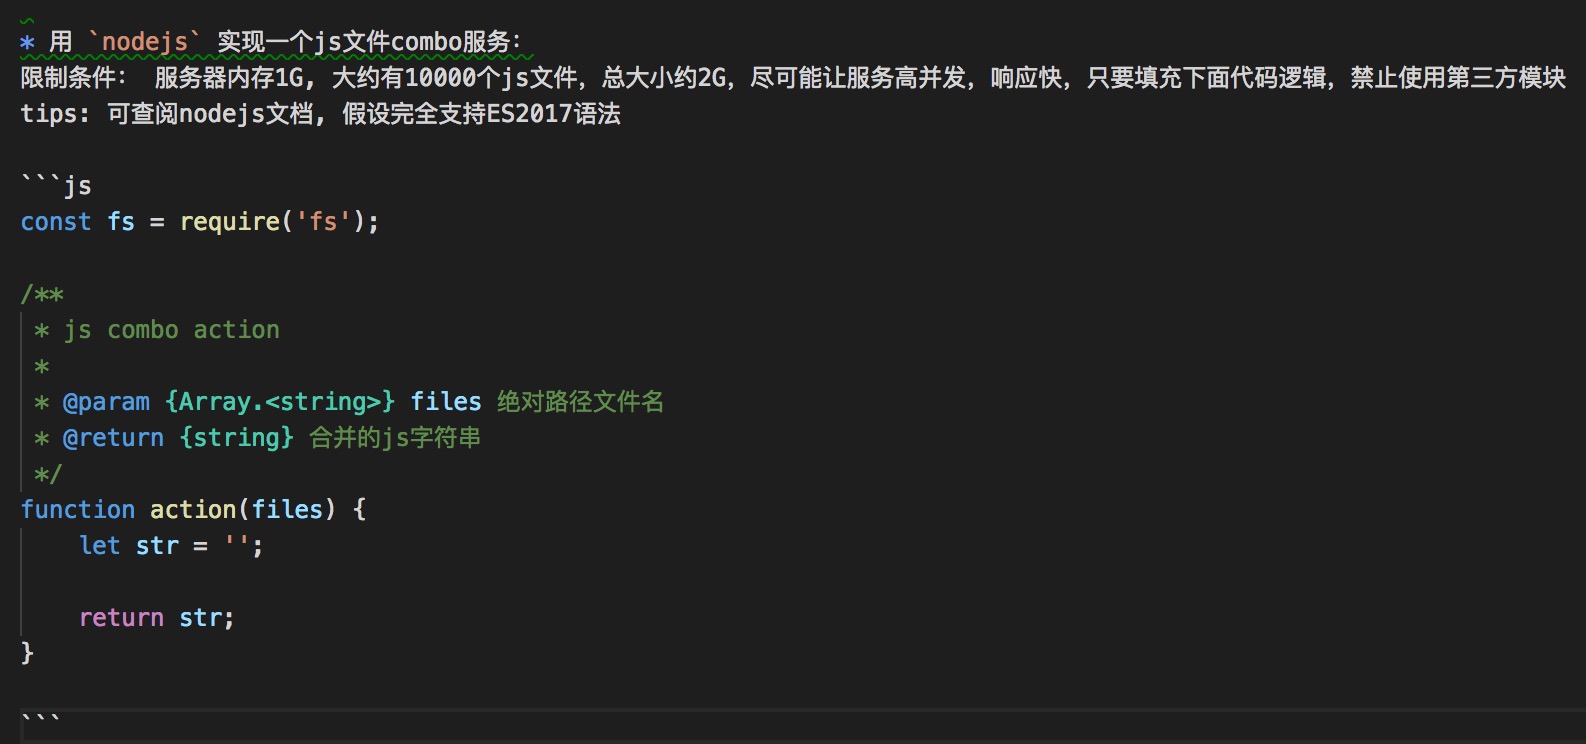 * 用 `nodejs` 实现一个js文件combo服务:
限制条件: 服务器内存1G, 大约有10000个js文件, 总大小约2G, 尽可能让服务高并发, 响应快, 只要填充下面代码逻辑, 禁止使用第三方模块
tips: 可查阅nodejs文档, 假设完全支持ES2017语法
```js
const fs = require('fs');
/**
* js combo action
*
* @param {Array.<string>} files 绝对路径文件名
* @return {string} 合并的js字符串
*/
function action(files) {
let str = '';
return str;
}
```